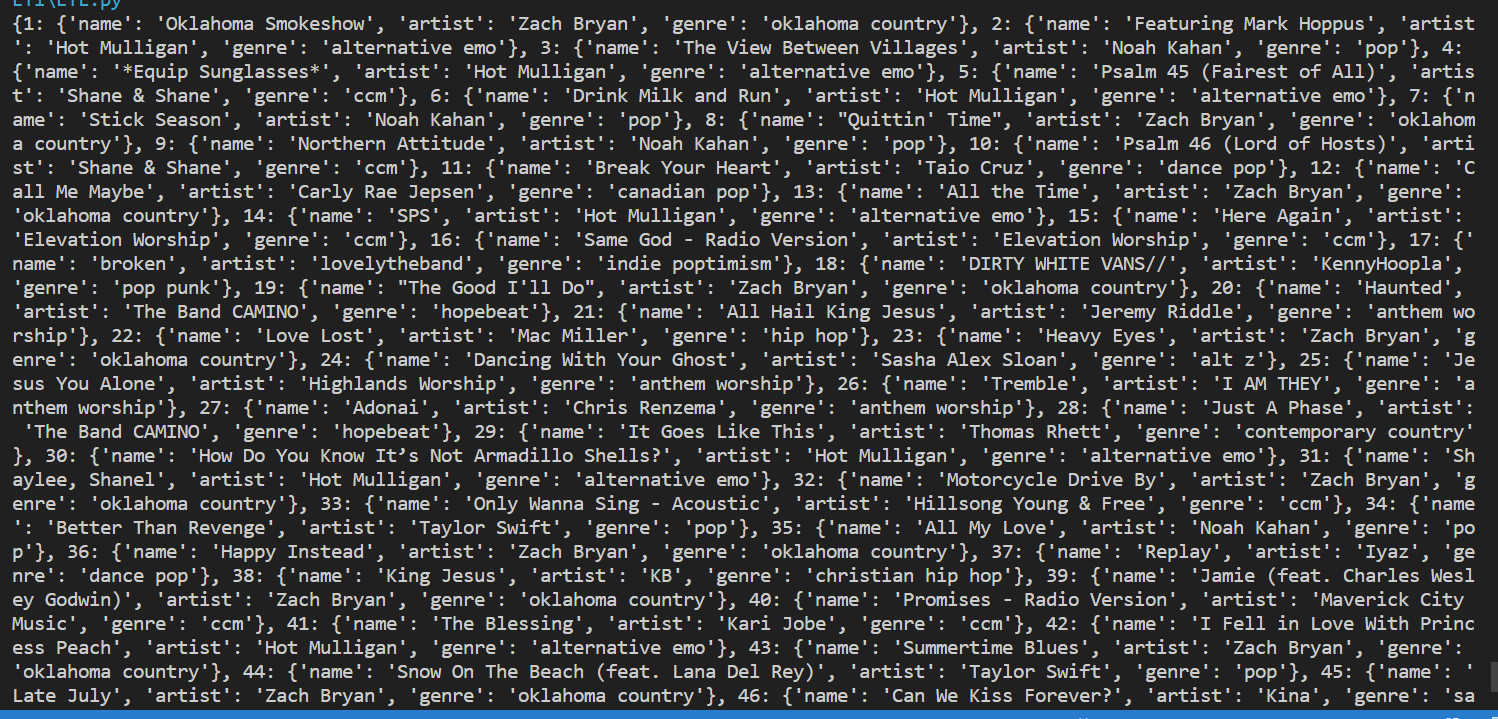 ETI\ETL.py
{1: {'name': 'Oklahoma Smokeshow', 'artist': 'Zach Bryan', 'genre': 'oklahoma country'}, 2: {'name': 'Featuring Mark Hoppus', 'artist
': 'Hot Mulligan', 'genre': 'alternative emo'}, 3: {'name': 'The View Between Villages', 'artist': 'Noah Kahan', 'genre': 'pop'}, 4:
{'name': '*Equip Sunglasses*', 'artist': 'Hot Mulligan', 'genre': 'alternative emo'}, 5: {'name': 'Psalm 45 (Fairest of All)', 'artis
t': 'Shane & Shane', 'genre': 'ccm'}, 6: {'name': 'Drink Milk and Run', 'artist': 'Hot Mulligan', 'genre': 'alternative emo'}, 7: {'n
ame': 'Stick Season', 'artist': 'Noah Kahan', 'genre': 'pop'}, 8: {'name': "Quittin' Time", 'artist': 'Zach Bryan', 'genre': 'oklahom
a country'}, 9: {'name': 'Northern Attitude', 'artist': 'Noah Kahan', 'genre': 'pop'}, 10: {'name': 'Psalm 46 (Lord of Hosts)', 'arti
st': 'Shane & Shane', 'genre': 'ccm'}, 11: {'name': 'Break Your Heart', 'artist': 'Taio Cruz', 'genre': 'dance pop'}, 12: {'name': 'C
all Me Maybe', 'artist': 'Carly Rae Jepsen', 'genre': 'canadian pop'}, 13: {'name': 'All the Time', 'artist': 'Zach Bryan', 'genre':
'oklahoma country'}, 14: {'name': 'SPS', 'artist': 'Hot Mulligan', 'genre': 'alternative emo'}, 15: {'name': 'Here Again', 'artist':
'Elevation Worship', 'genre': 'ccm'}, 16: {'name': 'Same God - Radio Version', 'artist': 'Elevation Worship', 'genre': 'ccm'}, 17: {'
name': 'broken', 'artist': 'lovelytheband', 'genre': 'indie poptimism'}, 18: {'name': 'DIRTY WHITE VANS//', 'artist': 'KennyHoopla',
'genre': 'pop punk'}, 19: {'name': "The Good I'll Do", 'artist': 'Zach Bryan', 'genre': 'oklahoma country'}, 20: {'name': 'Haunted',
'artist': 'The Band CAMINO', 'genre': 'hopebeat'}, 21: {'name': 'All Hail King Jesus', 'artist': 'Jeremy Riddle', 'genre': 'anthem wo
rship'}, 22: {'name': 'Love Lost', 'artist': 'Mac Miller', 'genre': 'hip hop'}, 23: {'name': 'Heavy Eyes', 'artist': 'Zach Bryan', 'g
enre': 'oklahoma country'}, 24: {'name': 'Dancing With Your Ghost', 'artist': 'Sasha Alex Sloan', 'genre': 'alt z'}, 25: {'name': 'Je
sus You Alone', 'artist': 'Highlands Worship', 'genre': 'anthem worship'}, 26: {'name': 'Tremble', 'artist': 'I AM THEY', 'genre': 'a
nthem worship'}, 27: {'name': 'Adonai', 'artist': 'Chris Renzema', 'genre': 'anthem worship'}, 28: {'name': 'Just A Phase', 'artist':
'The Band CAMINO', 'genre': 'hopebeat'}, 29: {'name': 'It Goes Like This', 'artist': 'Thomas Rhett', 'genre': 'contemporary country'
}, 30: {'name': 'How Do You Know It’s Not Armadillo Shells?', 'artist': 'Hot Mulligan', 'genre': 'alternative emo'}, 31: {'name': 'Sh
aylee, Shanel', 'artist': 'Hot Mulligan', 'genre': 'alternative emo'}, 32: {'name': 'Motorcycle Drive By', 'artist': 'Zach Bryan', 'g
enre': 'oklahoma country'}, 33: {'name': 'Only Wanna Sing - Acoustic', 'artist': 'Hillsong Young & Free', 'genre': 'ccm'}, 34: {'name
': 'Better Than Revenge', 'artist': 'Taylor Swift', 'genre': 'pop'}, 35: {'name': 'All My Love', 'artist': 'Noah Kahan', 'genre': 'po
p'}, 36: {'name': 'Happy Instead', 'artist': 'Zach Bryan', 'genre': 'oklahoma country'}, 37: {'name': 'Replay', 'artist': 'Iyaz', 'ge
nre': 'dance pop'}, 38: {'name': 'King Jesus', 'artist': 'KB', 'genre': 'christian hip hop'}, 39: {'name': 'Jamie (feat. Charles Wesl
ey Godwin)', 'artist': 'Zach Bryan', 'genre': 'oklahoma country'}, 40: {'name': 'Promises - Radio Version', 'artist': 'Maverick City
Music', 'genre': 'ccm'}, 41: {'name': 'The Blessing', 'artist': 'Kari Jobe', 'genre': 'ccm'}, 42: {'name': 'I Fell in Love With Princ
ess Peach', 'artist': 'Hot Mulligan', 'genre': 'alternative emo'}, 43: {'name': 'Summertime Blues', 'artist': 'Zach Bryan', 'genre':
'oklahoma country'}, 44: {'name': 'Snow On The Beach (feat. Lana Del Rey)', 'artist': 'Taylor Swift', 'genre': 'pop'}, 45: {'name': '
Late July', 'artist': 'Zach Bryan', 'genre': 'oklahoma country'}, 46: {'name': 'Can We Kiss Forever?', 'artist': 'Kina', 'genre': 'sa